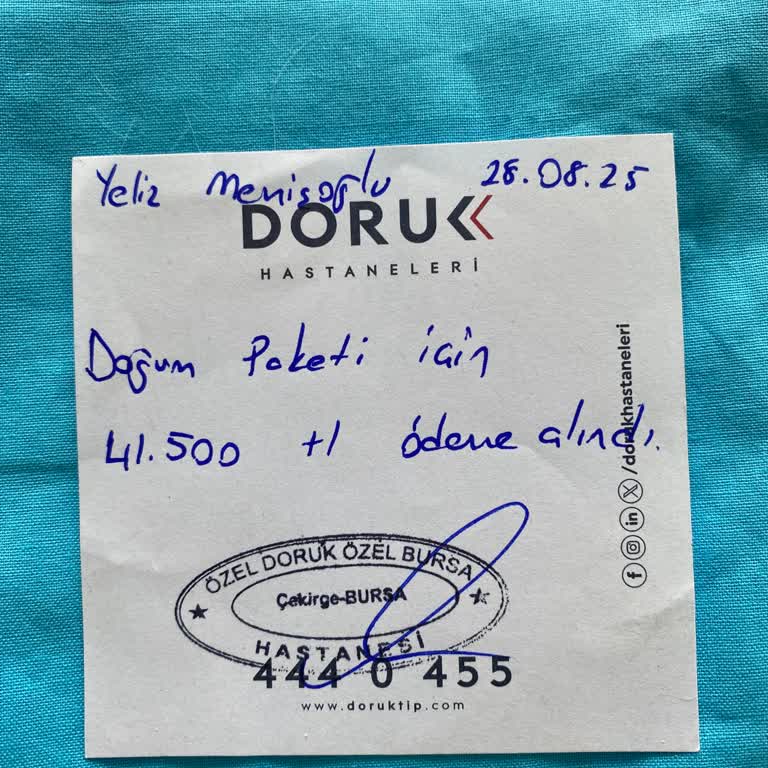 Yeliz Menişoğlu 28.08.25
DORUK
HASTANELERİ
Doğum Paketi için
41.500 tl ödeme alındı.
/dorukhastaneleri
ÖZEL DORUK ÖZEL BURSA
Çekirge-BURSA
HASTANESİ
444 0 455
www.doruktip.com